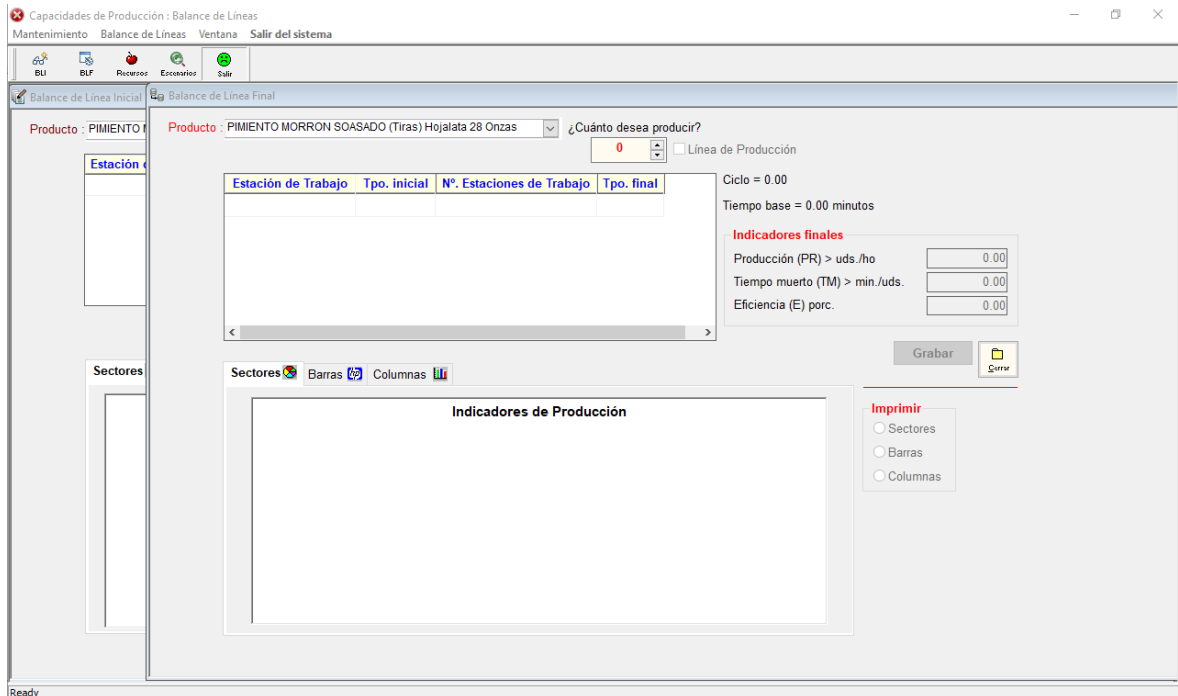 Capacidades de Producción : Balance de Líneas
Mantenimiento Balance de Líneas Ventana Salir del sistema
BLI BLF Recursos Escenarios Salir
Balance de Línea Inicial
Balance de Línea Final
Producto : PIMIENTO
Estación
Sectores
Producto : PIMIENTO MORRON SOASADO (Tiras) Hojalata 28 Onzas
¿Cuánto desea producir?
0
Línea de Producción
Estación de Trabajo Tpo. inicial Nº. Estaciones de Trabajo Tpo. final
Ciclo = 0.00
Tiempo base = 0.00 minutos
Indicadores finales
Producción (PR) > uds./ho 0.00
Tiempo muerto (TM) > min./uds. 0.00
Eficiencia (E) porc. 0.00
Grabar
Cerrar
Sectores Barras Columnas
Indicadores de Producción
Imprimir
Sectores
Barras
Columnas
Ready